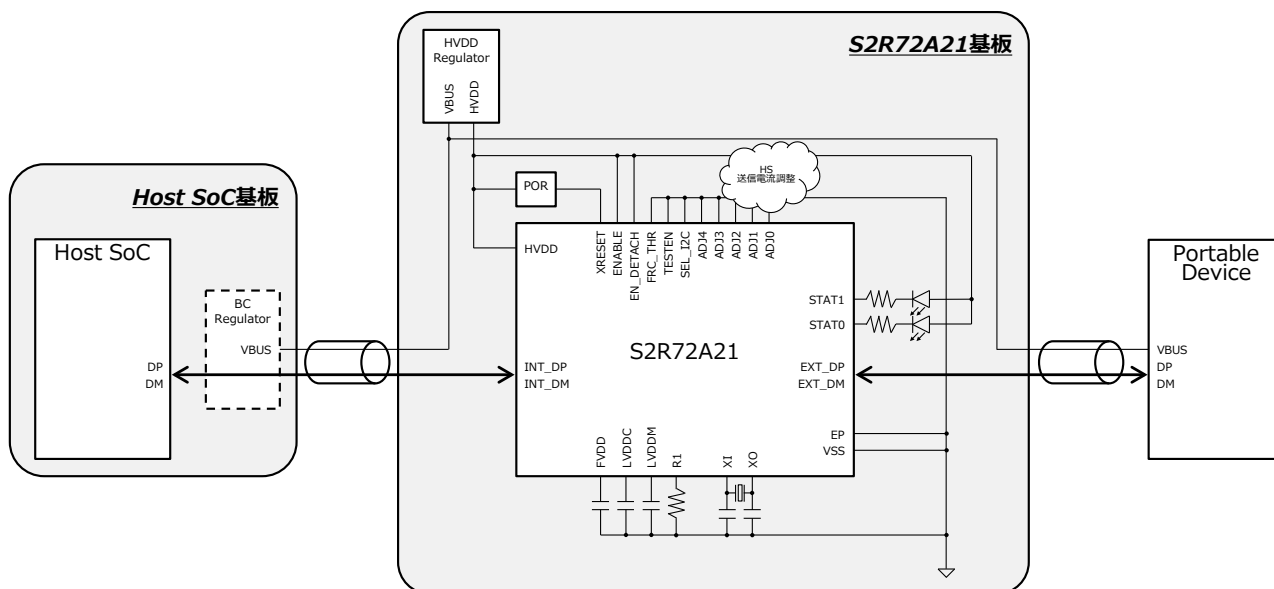 S2R72A21基板
HVDD
Regulator
VBUS
HVDD
HS
送信電流調整
Host SoC基板
POR
Host SoC
BC
Regulator
VBUS
DP
DM
HVDD
XRESET
ENABLE
EN_DETACH
FRC_THR
TESTEN
SEL_I2C
ADJ4
ADJ3
ADJ2
ADJ1
ADJ0
STAT1
STAT0
S2R72A21
INT_DP
INT_DM
EXT_DP
EXT_DM
EP
VSS
FVDD
LVDDC
LVDDM
R1
XI
XO
Portable
Device
VBUS
DP
DM